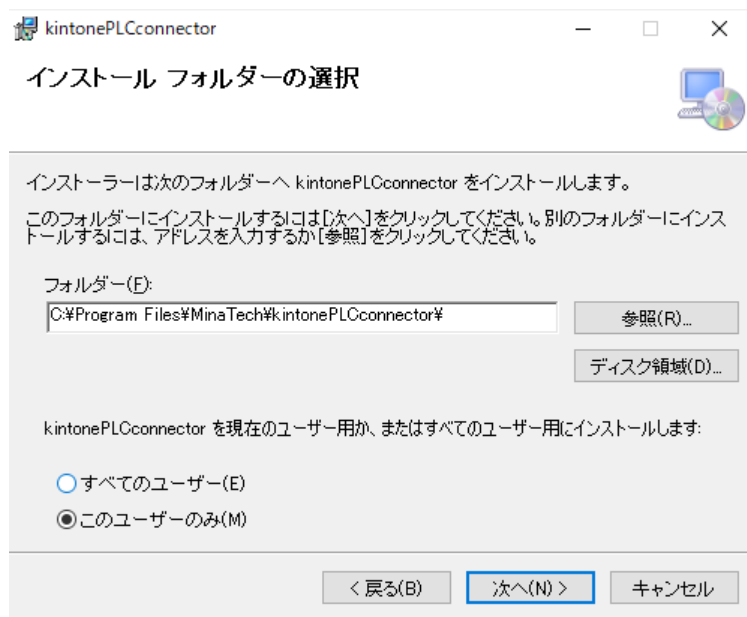 kintonePLCconnector
インストール フォルダーの選択
インストーラーは次のフォルダーへ kintonePLCconnector をインストールします。
このフォルダーにインストールするには[次へ]をクリックしてください。別のフォルダーにインス
トールするには、アドレスを入力するか[参照]をクリックしてください。
フォルダー(F):
C:¥Program Files¥MinaTech¥kintonePLCconnector¥
参照(R)...
ディスク領域(D)...
kintonePLCconnector を現在のユーザー用か、またはすべてのユーザー用にインストールします:
すべてのユーザー(E)
このユーザーのみ(M)
< 戻る(B)
次へ(N) >
キャンセル